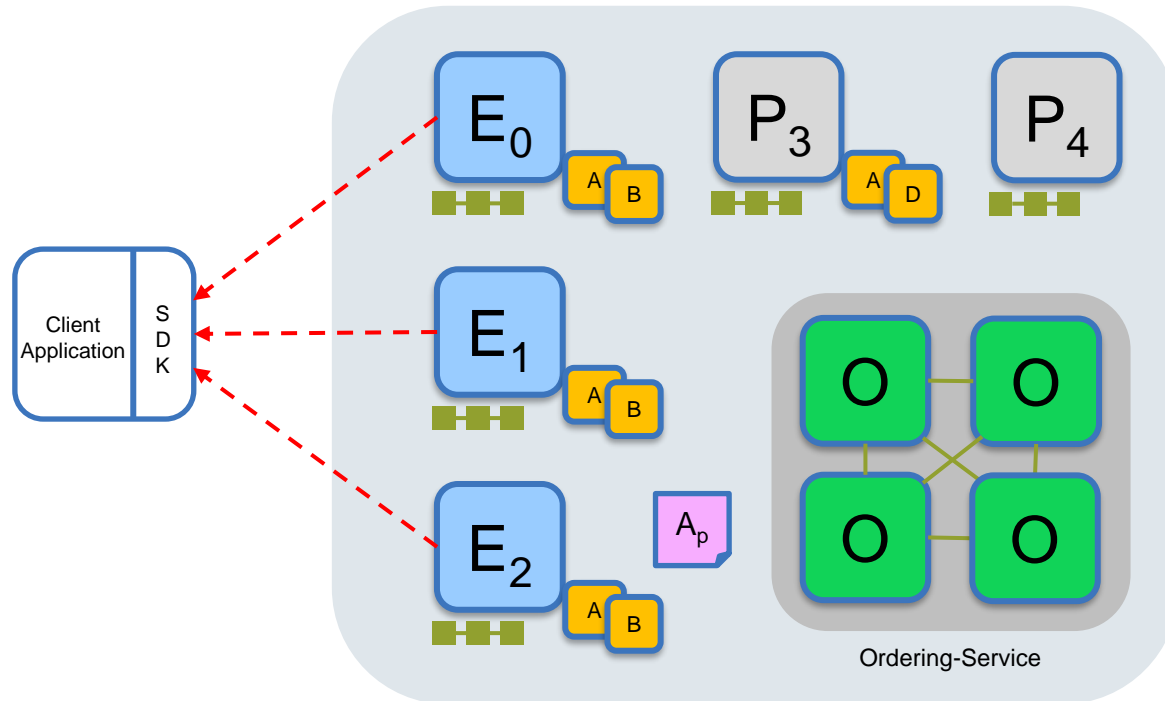 E0
A
B
P3
A
D
P4
Client
Application
S
D
K
E1
A
B
E2
A
B
Ap
O
O
O
O
Ordering-Service